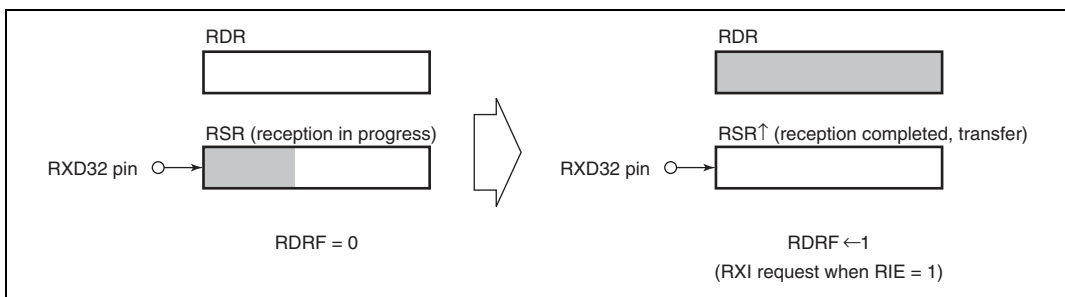 RDR
RSR (reception in progress)
RXD32 pin
RDRF = 0
RDR
RSR↑ (reception completed, transfer)
RXD32 pin
RDRF ←1
(RXI request when RIE = 1)